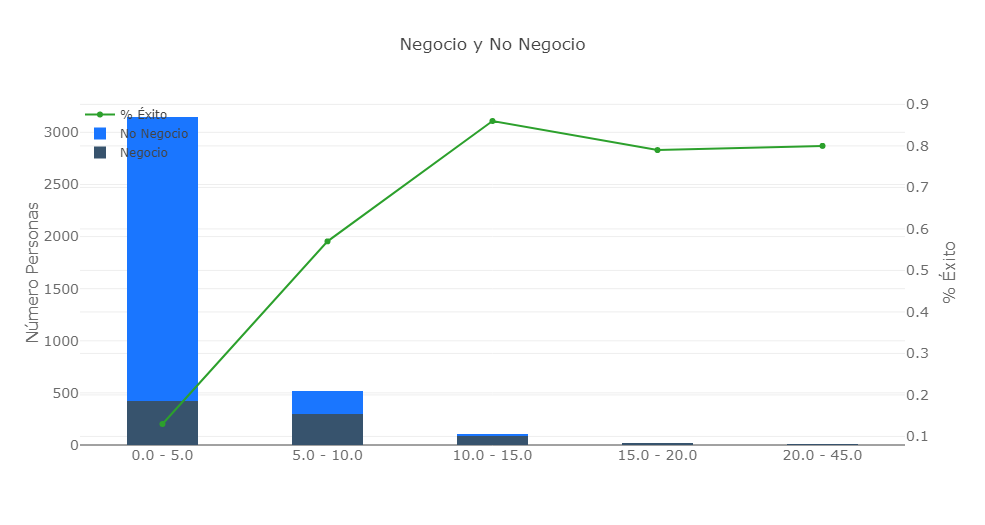 Negocio y No Negocio
% Éxito
No Negocio
Negocio
Número Personas
3000
2500
2000
1500
1000
500
0
0.9
0.8
0.7
0.6
0.5
0.4
0.3
0.2
0.1
% Éxito
0.0 - 5.0
5.0 - 10.0
10.0 - 15.0
15.0 - 20.0
20.0 - 45.0